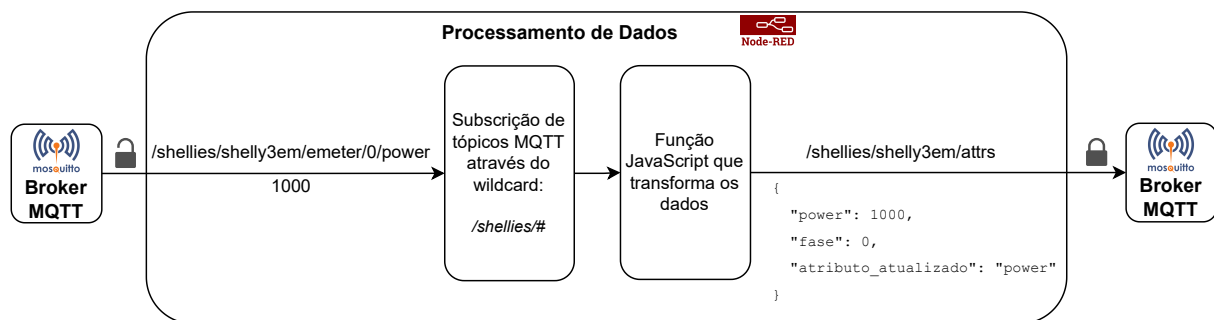 Processamento de Dados
Node-RED
mosquitto
Broker
MQTT
/shellies/shelly3em/emeter/0/power
1000
Subscrição de
tópicos MQTT
através do
wildcard:
/shellies/#
Função
JavaScript que
transforma os
dados
/shellies/shelly3em/attrs
{
"power": 1000,
"fase": 0,
"atributo_atualizado": "power"
}
mosquitto
Broker
MQTT